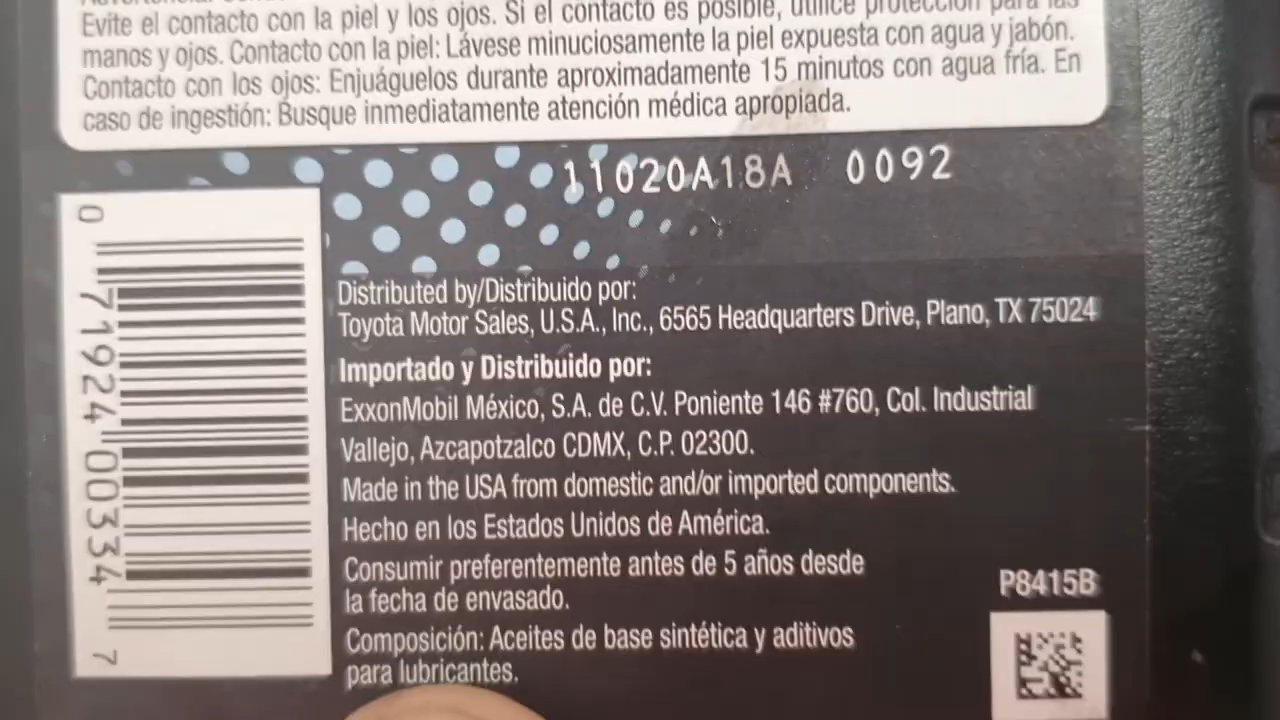 Evite el contacto con la piel y los ojos. Si el contacto es posible, utilice protección para las
manos y ojos. Contacto con la piel: Lávese minuciosamente la piel expuesta con agua y jabón.
Contacto con los ojos: Enjuáguelos durante aproximadamente 15 minutos con agua fría. En
caso de ingestión: Busque inmediatamente atención médica apropiada.
11020A18A 0092
0 71924 00334 7
Distributed by/Distribuido por:
Toyota Motor Sales, U.S.A., Inc., 6565 Headquarters Drive, Plano, TX 75024
Importado y Distribuido por:
ExxonMobil México, S.A. de C.V. Poniente 146 #760, Col. Industrial
Vallejo, Azcapotzalco CDMX, C.P. 02300.
Made in the USA from domestic and/or imported components.
Hecho en los Estados Unidos de América.
Consumir preferentemente antes de 5 años desde
la fecha de envasado.
P8415B
Composición: Aceites de base sintética y aditivos
para lubricantes.